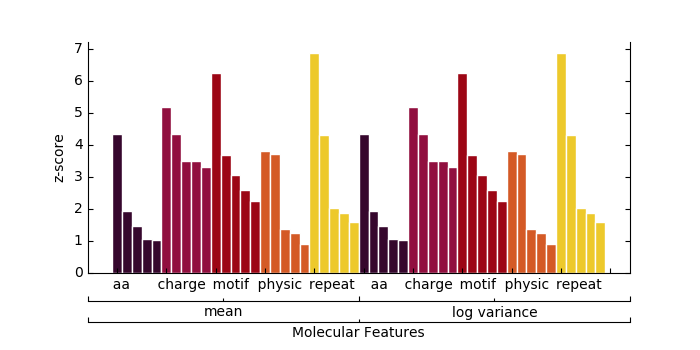 7
6
5
4
3
2
1
0
z-score
aa charge motif physic repeat aa charge motif physic repeat
mean log variance
Molecular Features